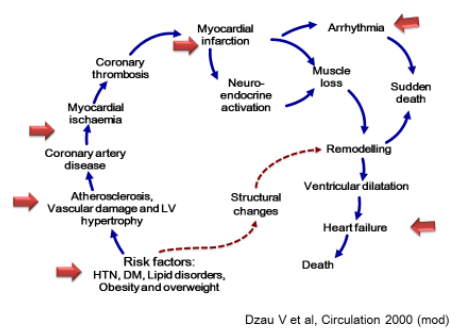 Myocardial
infarction
Arrhythmia
Coronary
thrombosis
Neuro-
endocrine
activation
Muscle
loss
Sudden
death
Myocardial
ischaemia
Coronary artery
disease
Remodelling
Atherosclerosis,
Vascular damage and LV
hypertrophy
Structural
changes
Ventricular dilatation
Heart failure
Risk factors:
HTN, DM, Lipid disorders,
Obesity and overweight
Death
Dzau V et al, Circulation 2000 (mod)